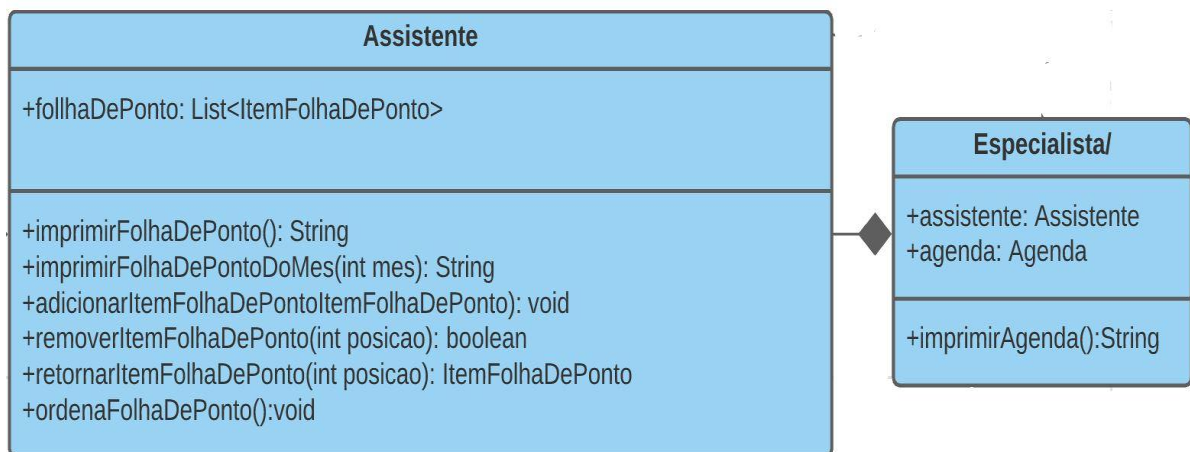 Assistente
+follhaDePonto: List<ItemFolhaDePonto>
+imprimirFolhaDePonto(): String
+imprimirFolhaDePontoDoMes(int mes): String
+adicionarItemFolhaDePontoItemFolhaDePonto): void
+removerItemFolhaDePonto(int posicao): boolean
+retornarItemFolhaDePonto(int posicao): ItemFolhaDePonto
+ordenaFolhaDePonto():void
Especialista/
+assistente: Assistente
+agenda: Agenda
+imprimirAgenda():String